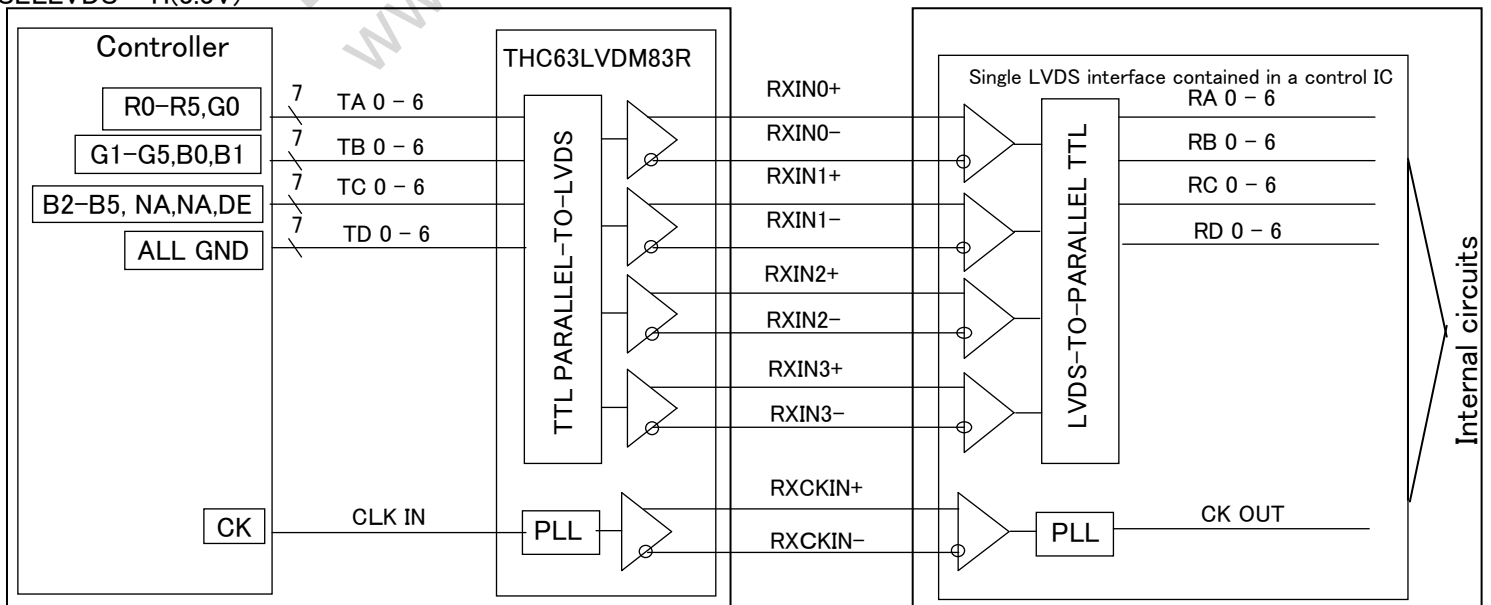 Controller
THC63LVDM83R
Single LVDS interface contained in a control IC
R0-R5,G0
7
TA 0 - 6
RXIN0+
RA 0 - 6
G1-G5,B0,B1
7
TB 0 - 6
RXIN0-
RB 0 - 6
B2-B5, NA,NA,DE
7
TC 0 - 6
RXIN1+
RC 0 - 6
ALL GND
7
TD 0 - 6
RXIN1-
RD 0 - 6
TTL PARALLEL-TO-LVDS
LVDS-TO-PARALLEL TTL
RXIN2+
RXIN2-
RXIN3+
RXIN3-
Internal circuits
CK
CLK IN
PLL
RXCKIN+
RXCKIN-
PLL
CK OUT